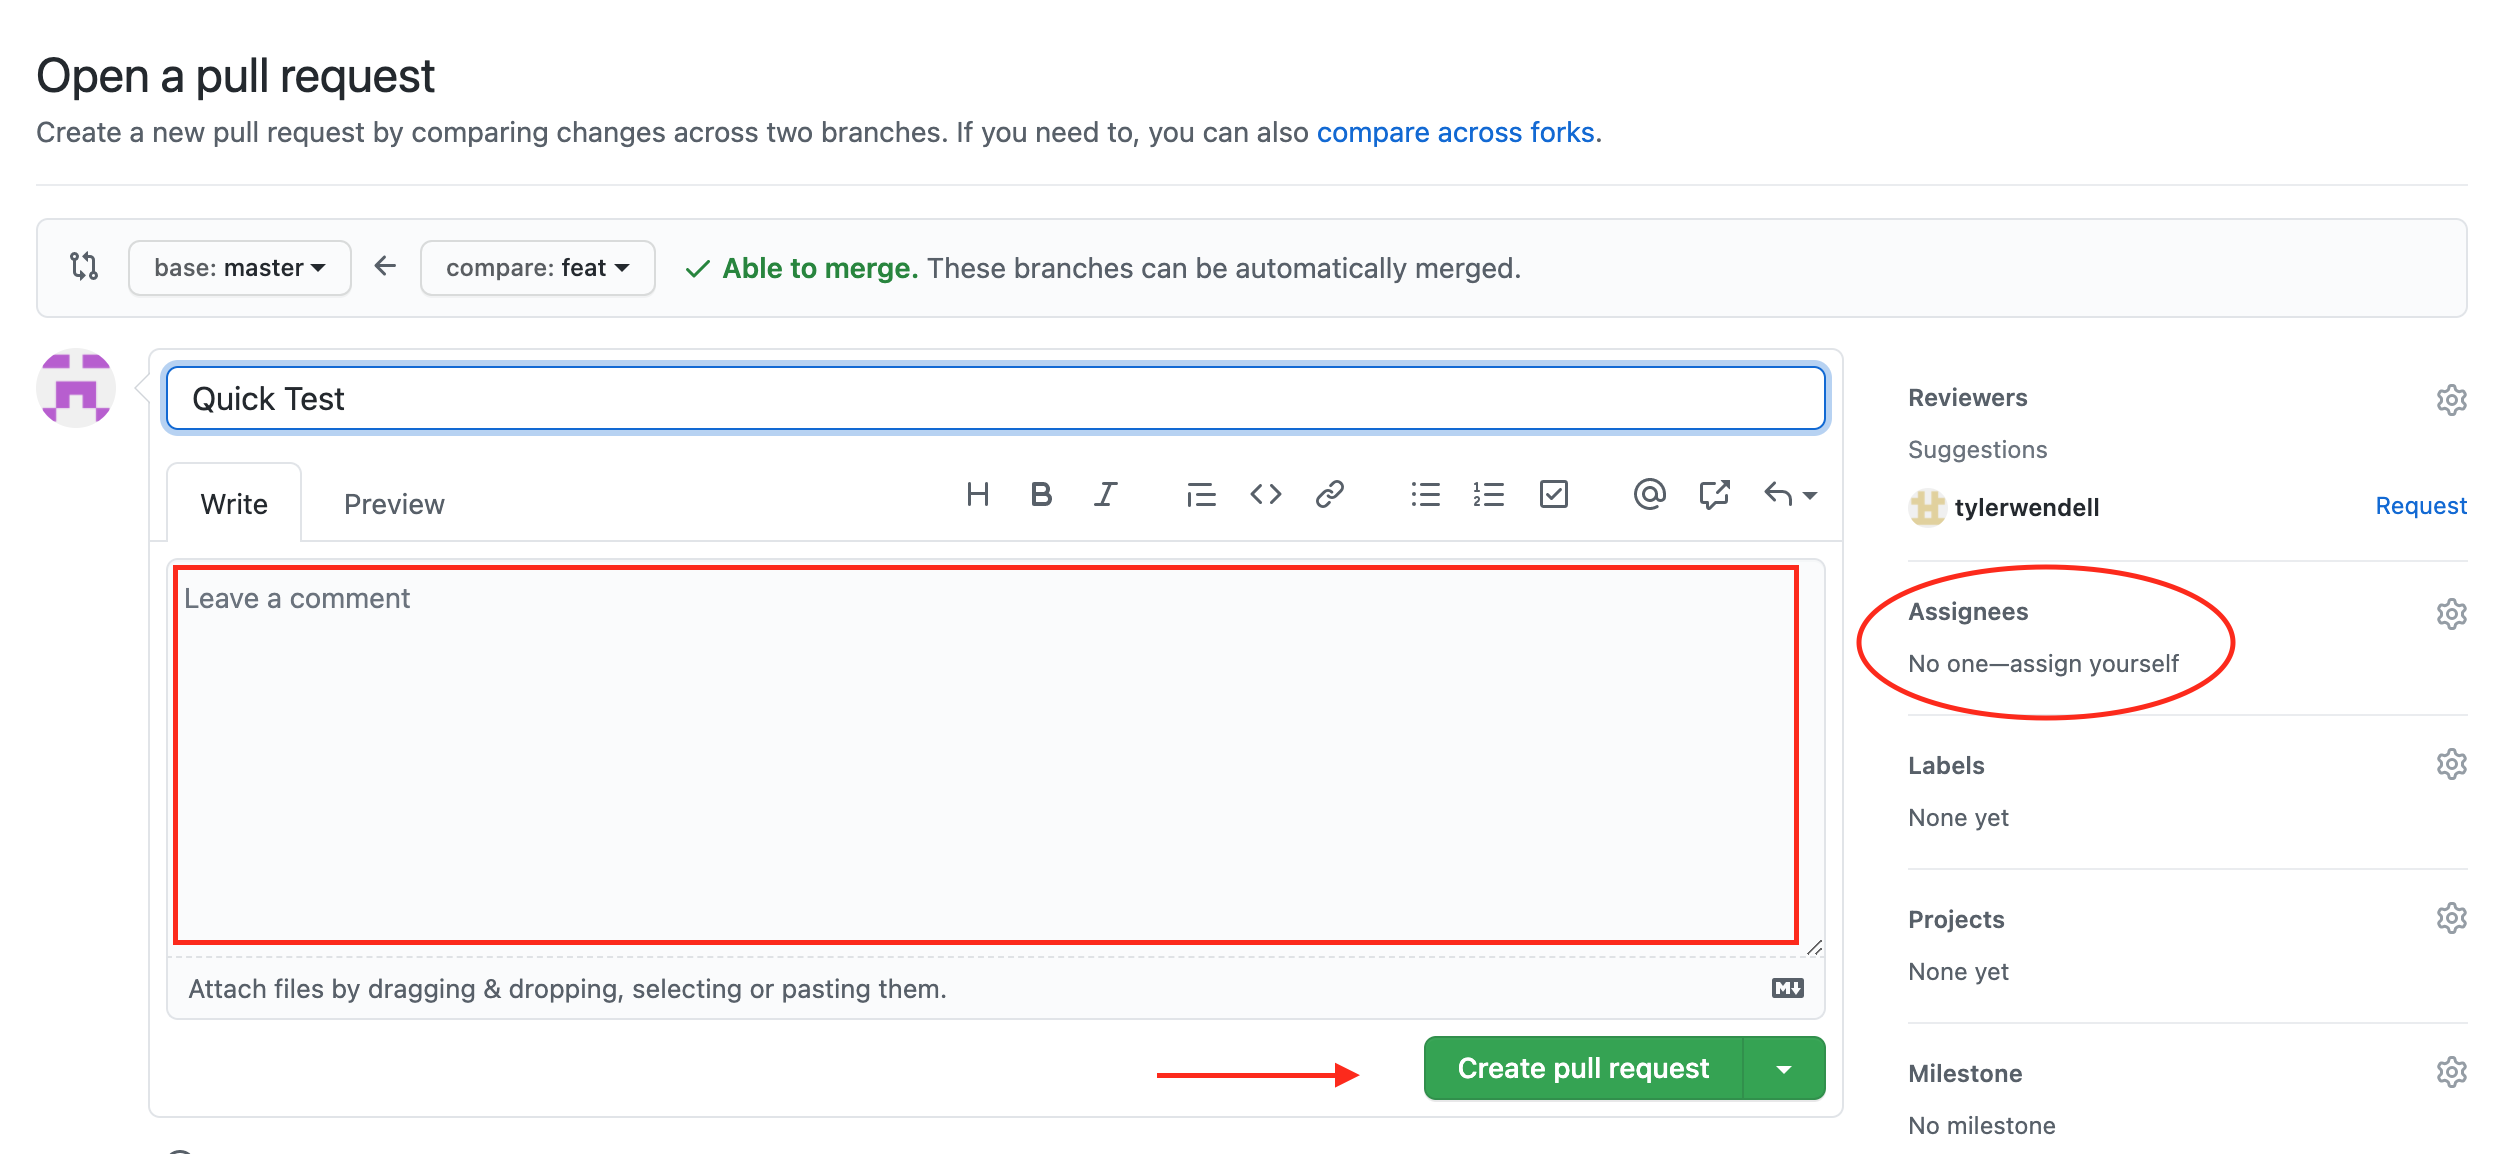 Open a pull request
Create a new pull request by comparing changes across two branches. If you need to, you can also compare across forks.
base: master
compare: feat
Able to merge. These branches can be automatically merged.
Quick Test
Write
Preview
Leave a comment
Attach files by dragging & dropping, selecting or pasting them.
Create pull request
Reviewers
Suggestions
tylerwendell
Request
Assignees
No one—assign yourself
Labels
None yet
Projects
None yet
Milestone
No milestone